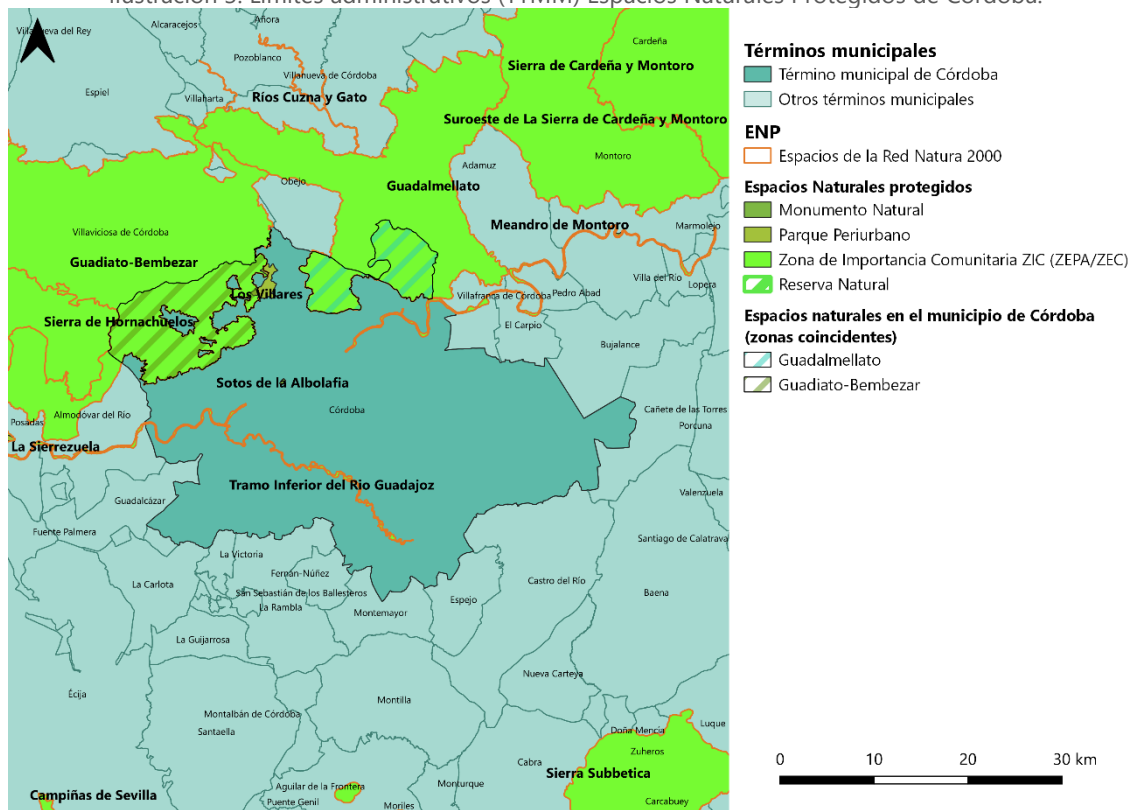 Ilustración 3. Límites administrativos (TTMM) Espacios Naturales Protegidos de Córdoba.
Villanueva del Rey
Alcaracejos
Añora
Pozoblanco
Villanueva de Córdoba
Cardeña
Espiel
Villaharta
Ríos Cuzna y Gato
Sierra de Cardeña y Montoro
Suroeste de La Sierra de Cardeña y Montoro
Montoro
Adamuz
Obejo
Guadalmellato
Meandro de Montoro
Marmolejo
Villaviciosa de Córdoba
Guadiato-Bembezar
Villa del Río
Lopera
Los Villares
Villafranca de Córdoba
Pedro Abad
Sierra de Hornachuelos
El Carpio
Bujalance
Sotos de la Albolafia
Córdoba
Cañete de las Torres
Porcuna
Posadas
Almodóvar del Río
La Sierrezuela
Tramo Inferior del Rio Guadajoz
Guadalcázar
Valenzuela
Fuente Palmera
Santiago de Calatrava
La Victoria
Fernán-Núñez
La Carlota
San Sebastián de los Ballesteros
La Rambla
Montemayor
Espejo
Castro del Río
Baena
La Guijarrosa
Nueva Carteya
Écija
Montilla
Montalbán de Córdoba
Santaella
Doña Mencía
Luque
Zuheros
Cabra
Sierra Subbetica
Aguilar de la Frontera
Monturque
Campiñas de Sevilla
Puente Genil
Moriles
Carcabuey
Términos municipales
Término municipal de Córdoba
Otros términos municipales
ENP
Espacios de la Red Natura 2000
Espacios Naturales protegidos
Monumento Natural
Parque Periurbano
Zona de Importancia Comunitaria ZIC (ZEPA/ZEC)
Reserva Natural
Espacios naturales en el municipio de Córdoba
(zonas coincidentes)
Guadalmellato
Guadiato-Bembezar
0 10 20 30 km